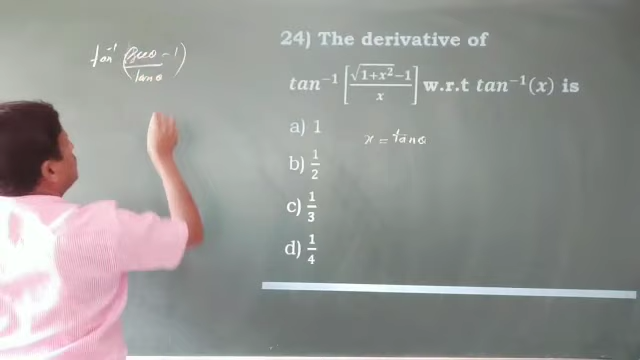 tan⁻¹ (secθ - 1 / tanθ)
24) The derivative of
tan⁻¹ [√1+x² -1 / x] w.r.t tan⁻¹(x) is
a) 1
x = tanθ
b) 1/2
c) 1/3
d) 1/4